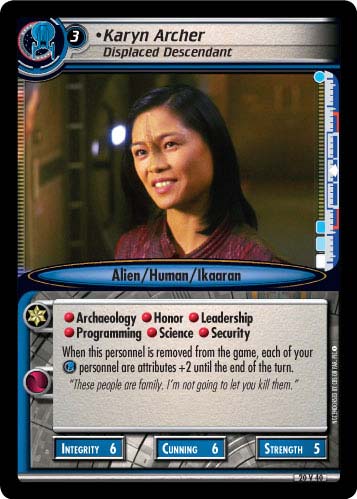 3
•Karyn Archer
Displaced Descendant
Alien/Human/Ikaaran
Archaeology Honor Leadership
Programming Science Security
When this personnel is removed from the game, each of your
personnel are attributes +2 until the end of the turn.
"These people are family, I'm not going to let you kill them."
INTEGRITY 6 CUNNING 6 STRENGTH 5
20 V 40